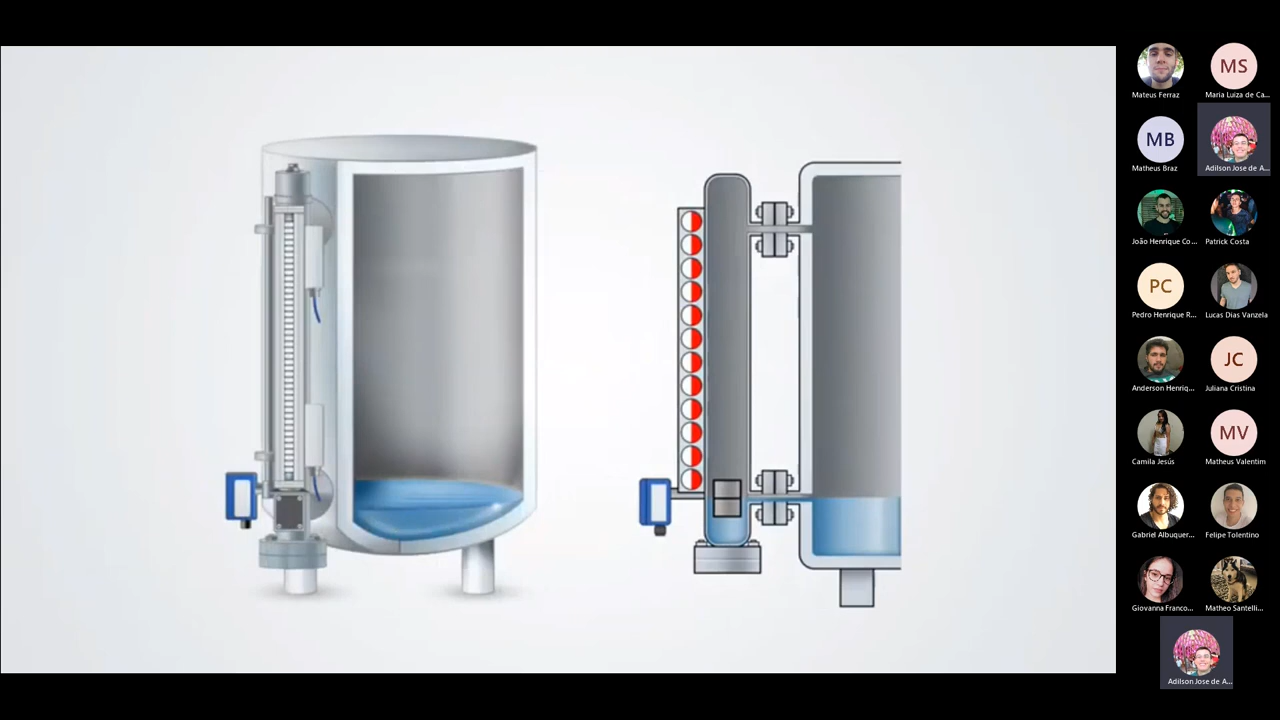 Mateus Ferraz
MS
Maria Luiza de Ca...
MB
Matheus Braz
Adilson Jose de A...
João Henrique Co...
Patrick Costa
PC
Pedro Henrique R...
Lucas Dias Vanzela
Anderson Henriq...
JC
Juliana Cristina
Camila Jesús
MV
Matheus Valentim
Gabriel Albuquer...
Felipe Tolentino
Giovanna Franco...
Matheo Santelli...
Adilson Jose de A...